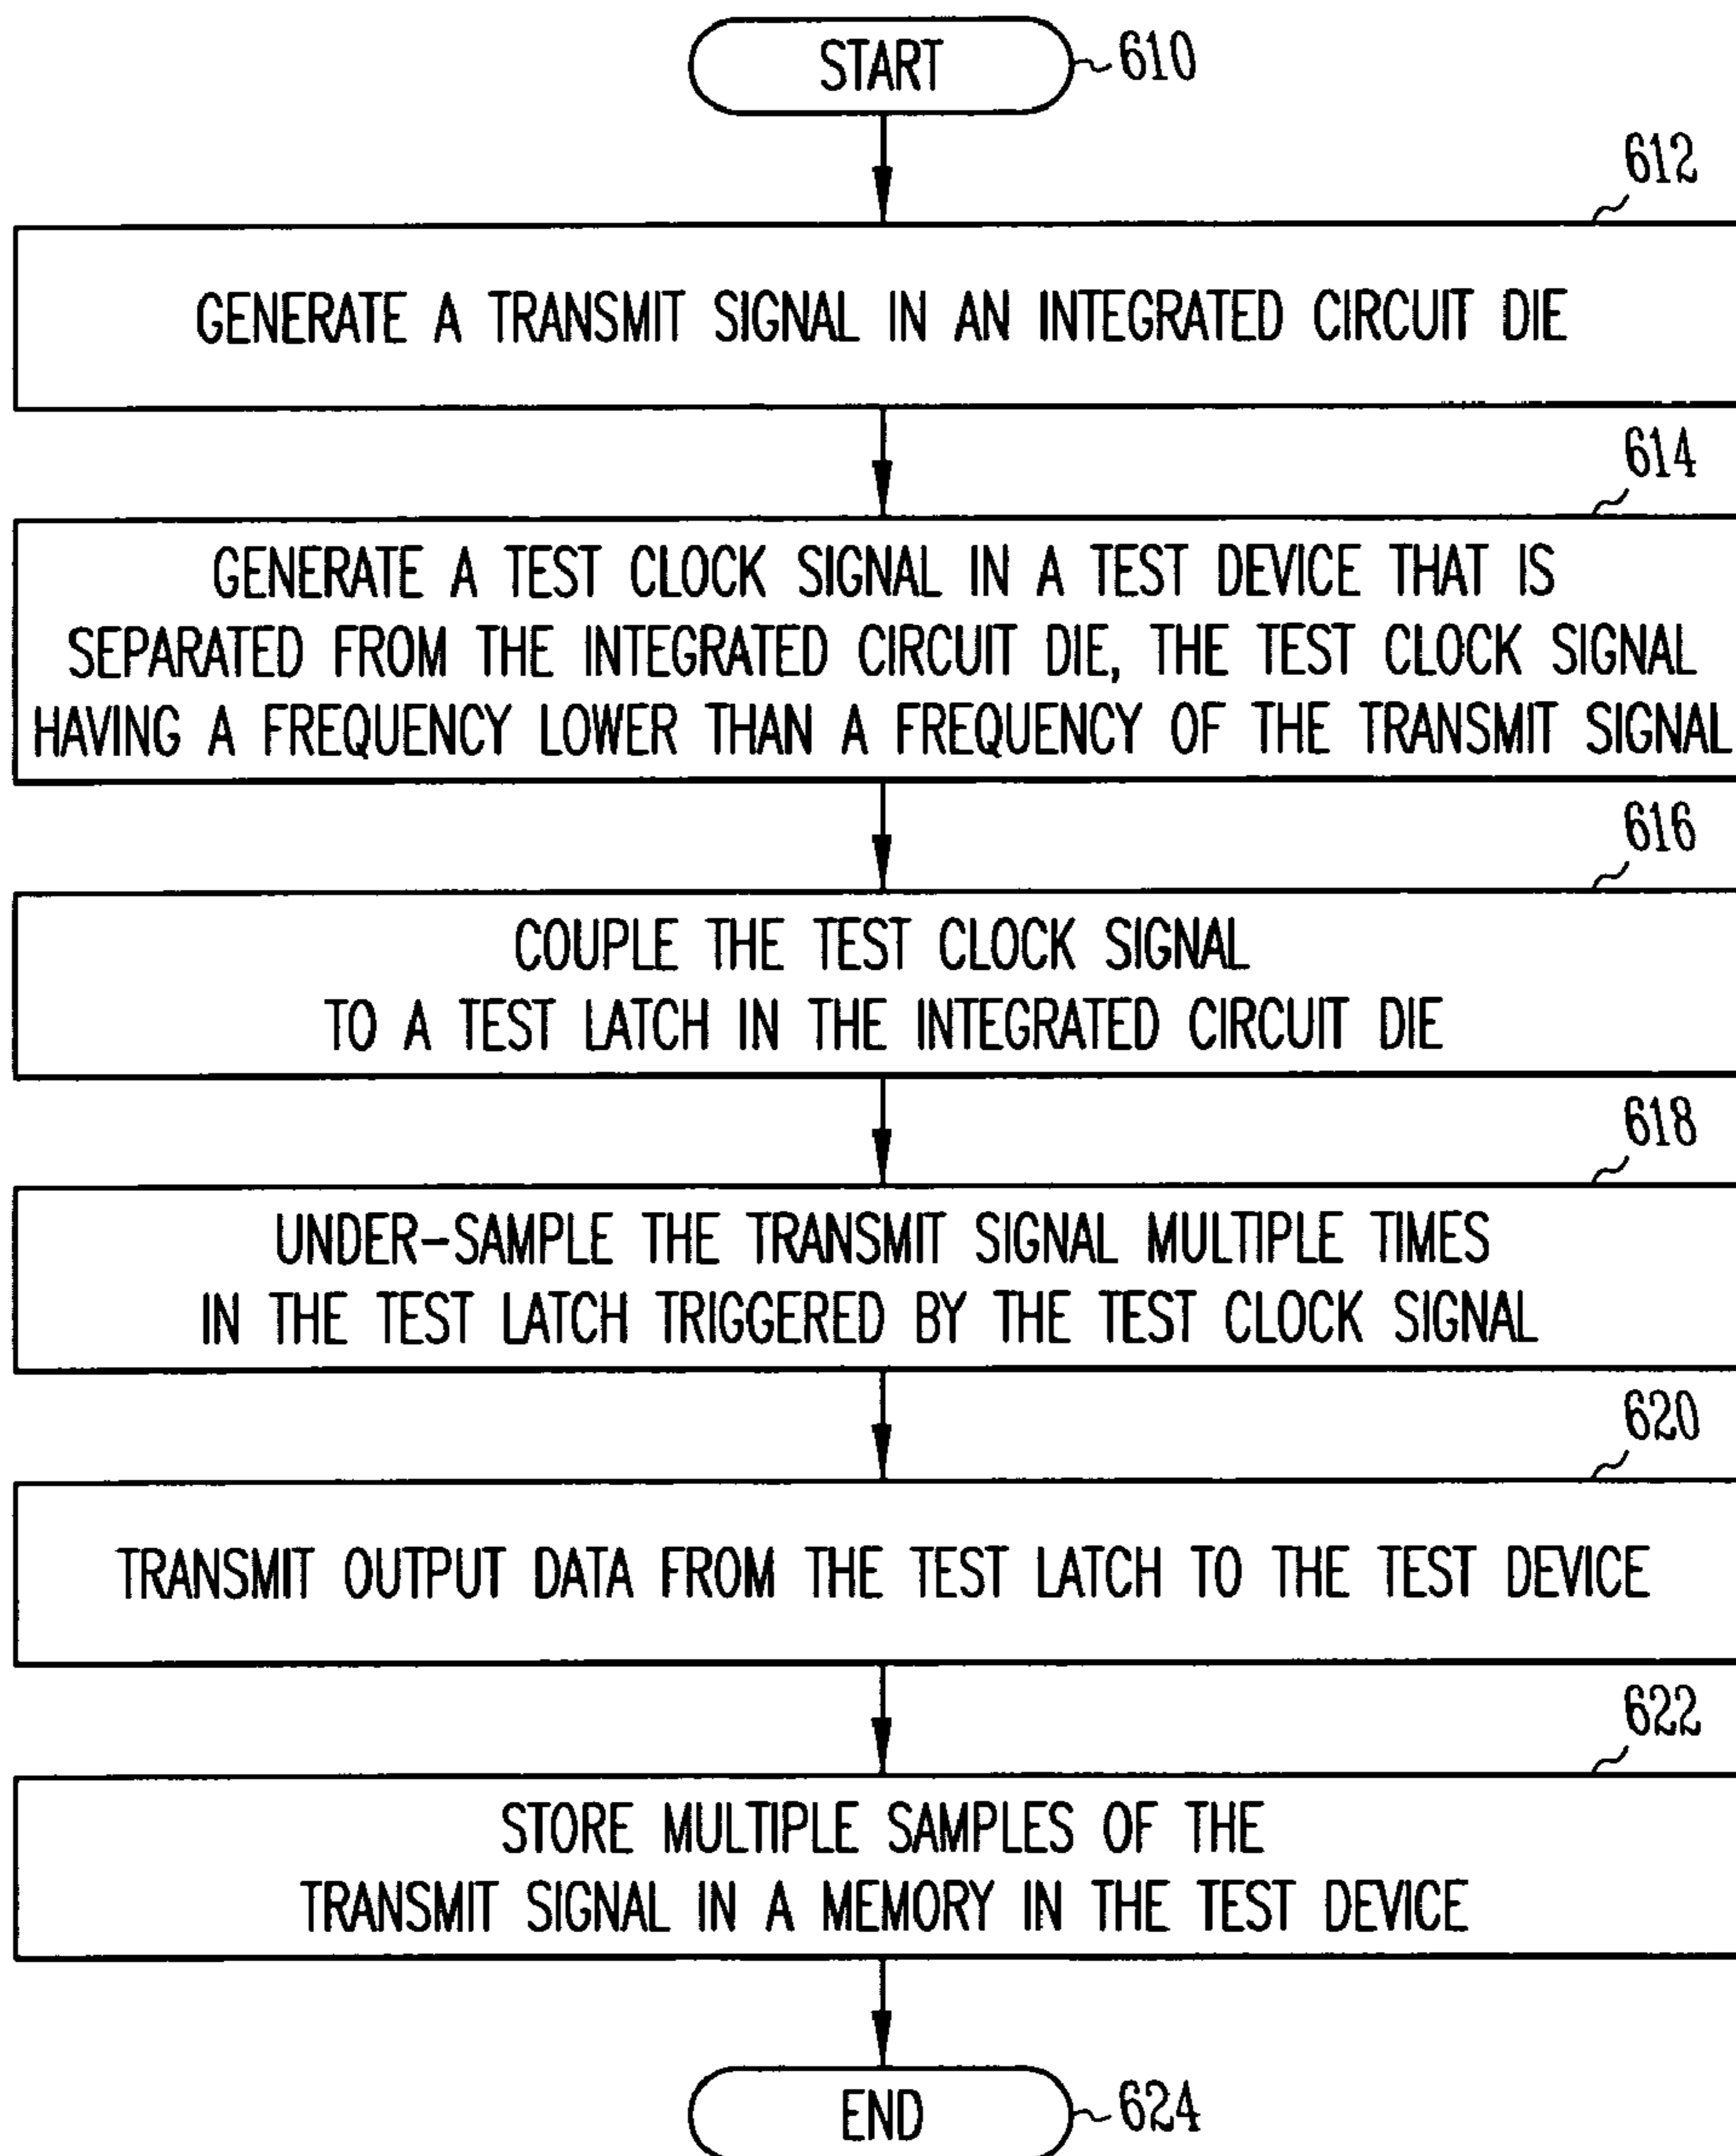 START
610
612
GENERATE A TRANSMIT SIGNAL IN AN INTEGRATED CIRCUIT DIE
614
GENERATE A TEST CLOCK SIGNAL IN A TEST DEVICE THAT IS
SEPARATED FROM THE INTEGRATED CIRCUIT DIE, THE TEST CLOCK SIGNAL
HAVING A FREQUENCY LOWER THAN A FREQUENCY OF THE TRANSMIT SIGNAL
616
COUPLE THE TEST CLOCK SIGNAL
TO A TEST LATCH IN THE INTEGRATED CIRCUIT DIE
618
UNDER-SAMPLE THE TRANSMIT SIGNAL MULTIPLE TIMES
IN THE TEST LATCH TRIGGERED BY THE TEST CLOCK SIGNAL
620
TRANSMIT OUTPUT DATA FROM THE TEST LATCH TO THE TEST DEVICE
622
STORE MULTIPLE SAMPLES OF THE
TRANSMIT SIGNAL IN A MEMORY IN THE TEST DEVICE
END
624